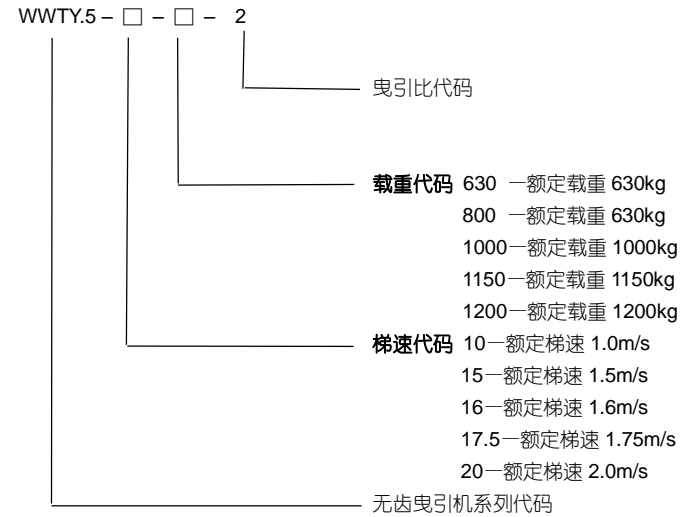 WWTY.5 – □ – □ – 2
曳引比代码
载重代码 630 一额定载重 630kg
800 一额定载重 630kg
1000一额定载重 1000kg
1150一额定载重 1150kg
1200一额定载重 1200kg
梯速代码 10一额定梯速 1.0m/s
15一额定梯速 1.5m/s
16一额定梯速 1.6m/s
17.5一额定梯速 1.75m/s
20一额定梯速 2.0m/s
无齿曳引机系列代码